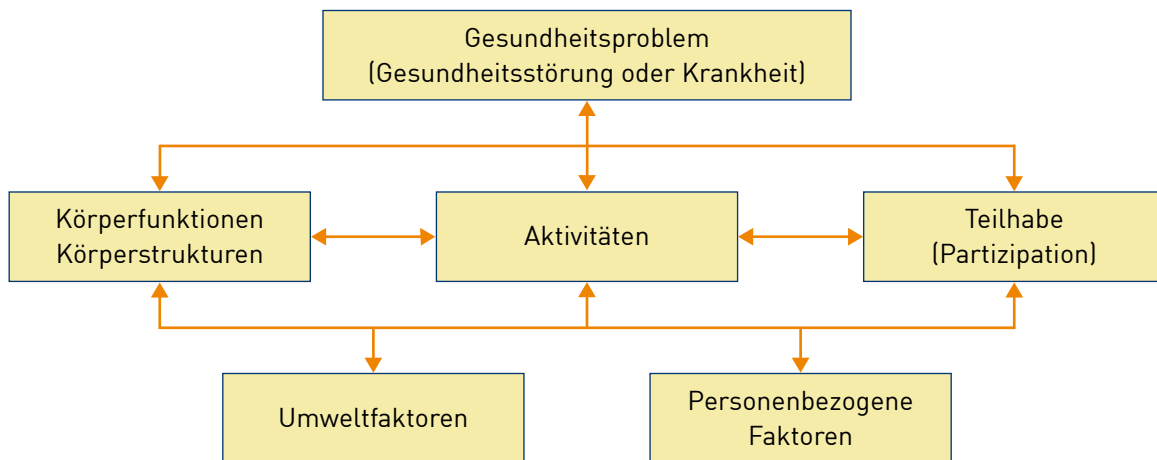 Gesundheitsproblem
(Gesundheitsstörung oder Krankheit)
Körperfunktionen
Körperstrukturen
Aktivitäten
Teilhabe
(Partizipation)
Umweltfaktoren
Personenbezogene
Faktoren